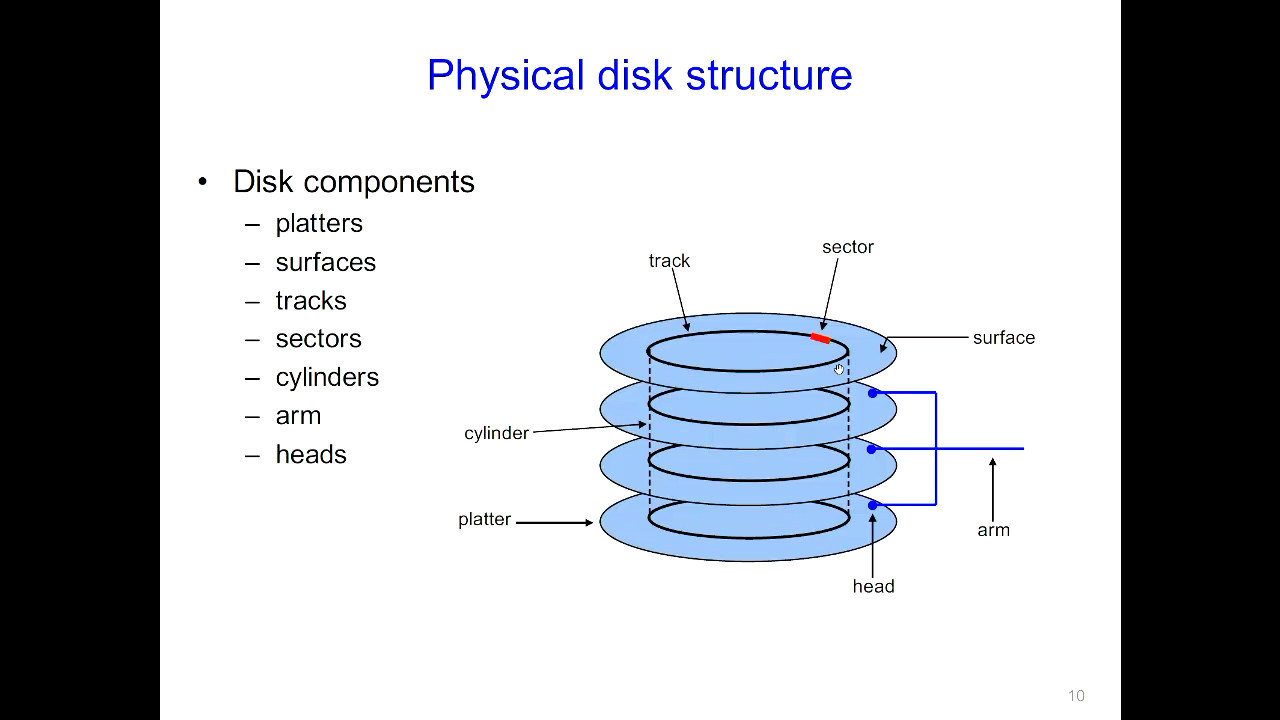 Physical disk structure
• Disk components
– platters
– surfaces
– tracks
– sectors
– cylinders
– arm
– heads
sector
track
surface
cylinder
platter
arm
head
10